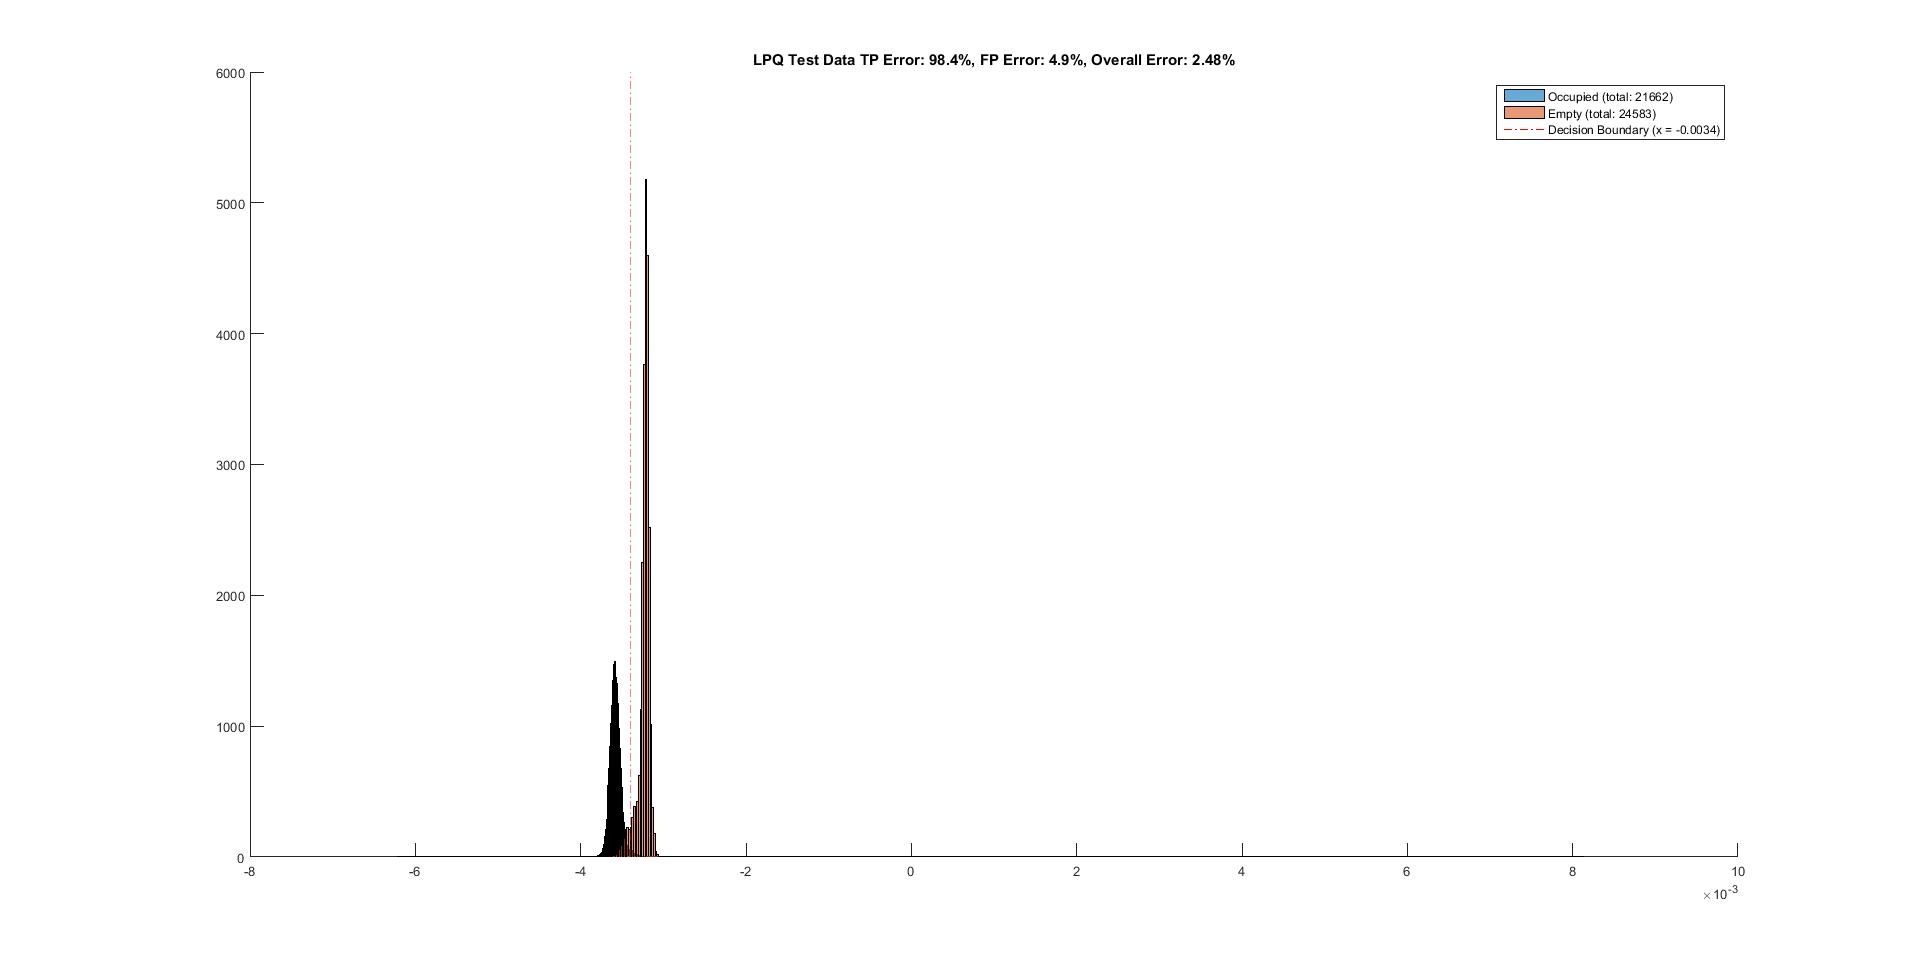 LPQ Test Data TP Error: 98.4%, FP Error: 4.9%, Overall Error: 2.48%
Occupied (total: 21662)
Empty (total: 24583)
Decision Boundary (x = -0.0034)
6000
5000
4000
3000
2000
1000
0
-8 -6 -4 -2 0 2 4 6 8 10
×10-3